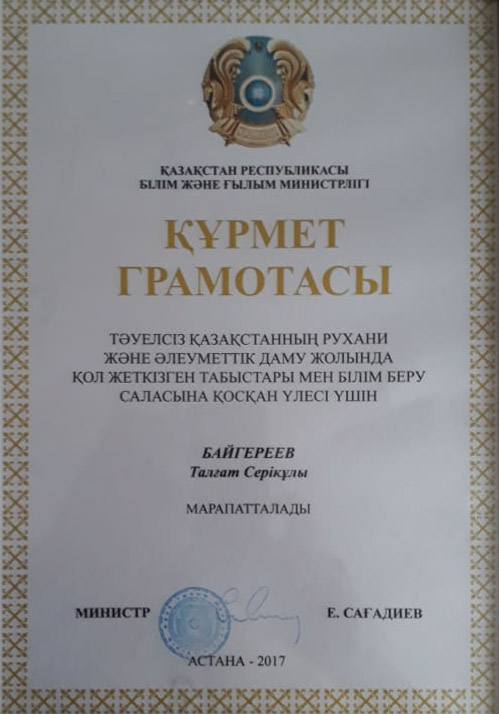 ҚАЗАҚСТАН РЕСПУБЛИКАСЫ
БІЛІМ ЖӘНЕ ҒЫЛЫМ МИНИСТРЛІГІ
ҚҰРМЕТ
ГРАМОТАСЫ
ТӘУЕЛСІЗ ҚАЗАҚСТАННЫҢ РУХАНИ
ЖӘНЕ ӘЛЕУМЕТТІК ДАМУ ЖОЛЫНДА
ҚОЛ ЖЕТКІЗГЕН ТАБЫСТАРЫ МЕН БІЛІМ БЕРУ
САЛАСЫНА ҚОСҚАН ҮЛЕСІ ҮШІН
БАЙГЕРЕЕВ
Талғат Серікұлы
МАРАПАТТАЛАДЫ
МИНИСТР Е. САҒАДИЕВ
АСТАНА - 2017